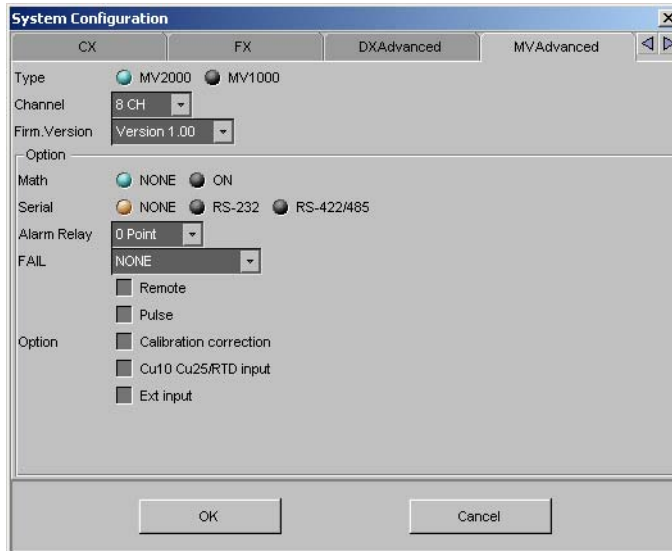 System Configuration
CX FX DXAdvanced MVAdvanced
Type MV2000 MV1000
Channel 8 CH
Firm.Version Version 1.00
Option
Math NONE ON
Serial NONE RS-232 RS-422/485
Alarm Relay 0 Point
FAIL NONE
Remote
Pulse
Option Calibration correction
Cu10 Cu25/RTD input
Ext input
OK Cancel